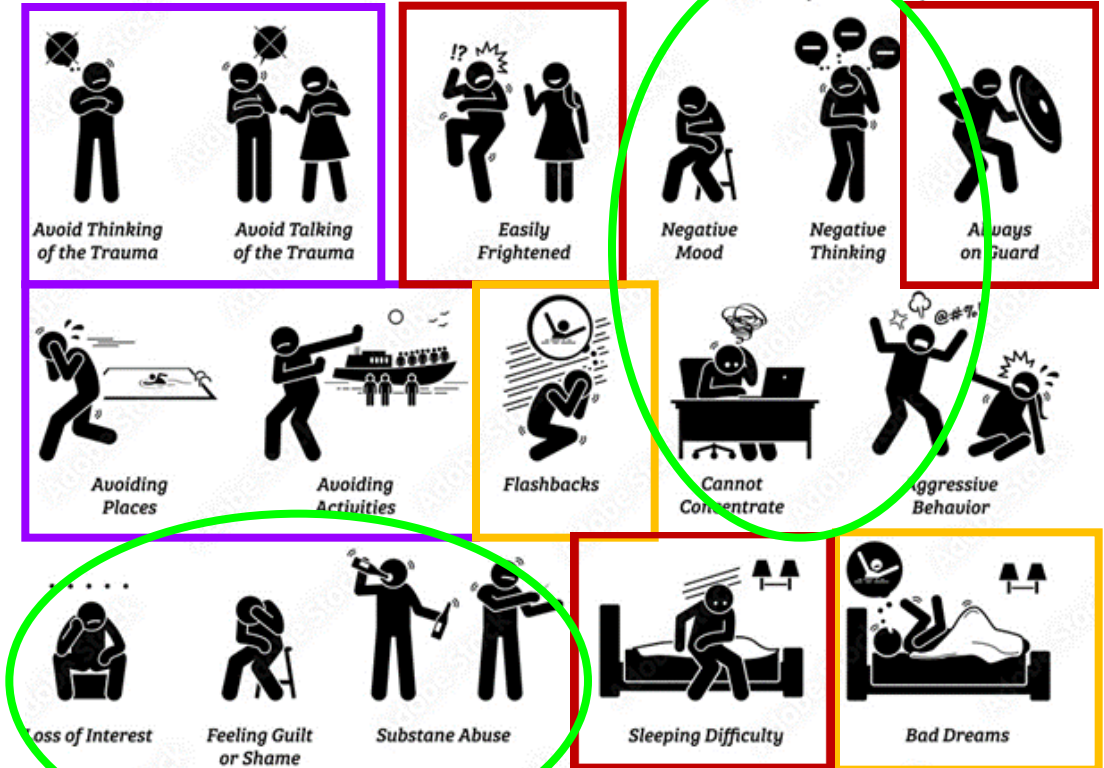 !?
Avoid Thinking
of the Trauma
Avoid Talking
of the Trauma
Easily
Frightened
Negative
Mood
Negative
Thinking
Always
on Guard
@#%!
Avoiding
Places
Avoiding
Activities
Flashbacks
Cannot
Concentrate
Aggressive
Behavior
Loss of Interest
Feeling Guilt
or Shame
Substane Abuse
Sleeping Difficulty
Bad Dreams